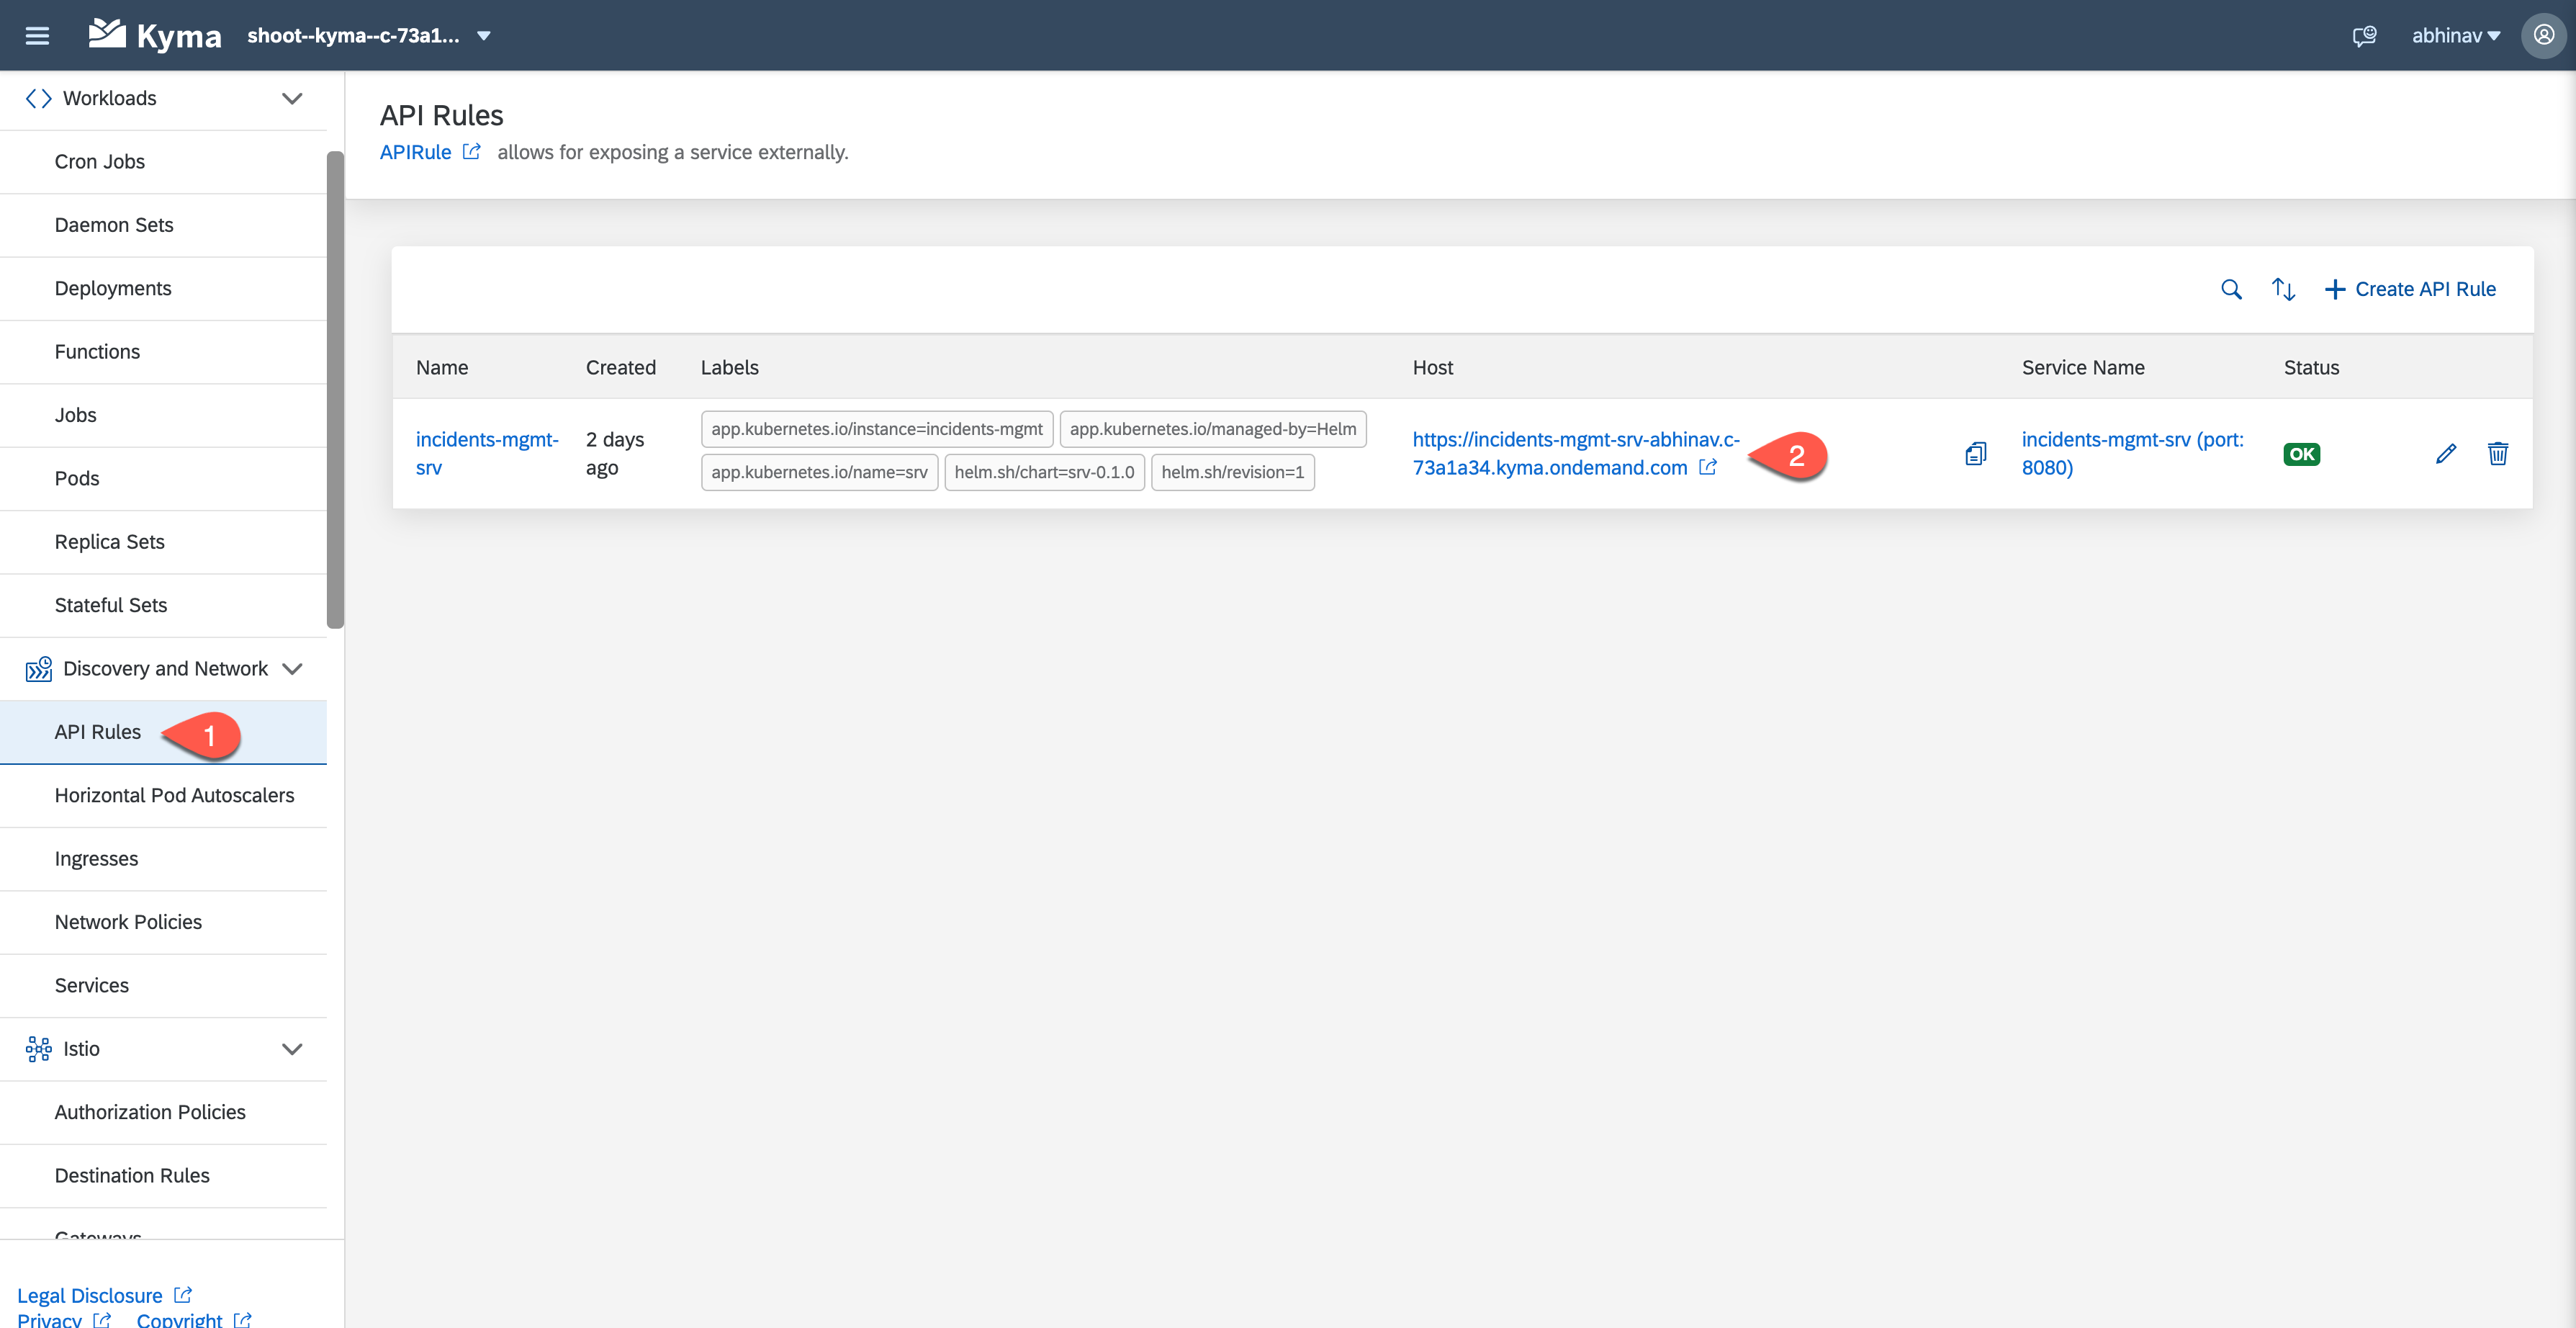 Kyma
shoot--kyma--c-73a1...
abhinav
Workloads
Cron Jobs
Daemon Sets
Deployments
Functions
Jobs
Pods
Replica Sets
Stateful Sets
Discovery and Network
API Rules
1
Horizontal Pod Autoscalers
Ingresses
Network Policies
Services
Istio
Authorization Policies
Destination Rules
Gateways
Legal Disclosure
Privacy Copyright
API Rules
APIRule allows for exposing a service externally.
Create API Rule
Name Created Labels Host Service Name Status
incidents-mgmt-
srv
2 days
ago
app.kubernetes.io/instance=incidents-mgmt app.kubernetes.io/managed-by=Helm
app.kubernetes.io/name=srv helm.sh/chart=srv-0.1.0 helm.sh/revision=1
https://incidents-mgmt-srv-abhinav.c-
73a1a34.kyma.ondemand.com
2
incidents-mgmt-srv (port:
8080)
OK